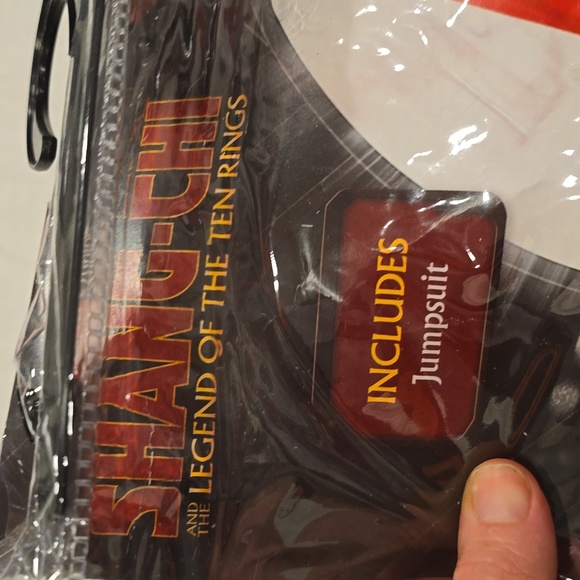 SHANG-CHI
AND THE LEGEND OF THE TEN RINGS
INCLUDES
Jumpsuit